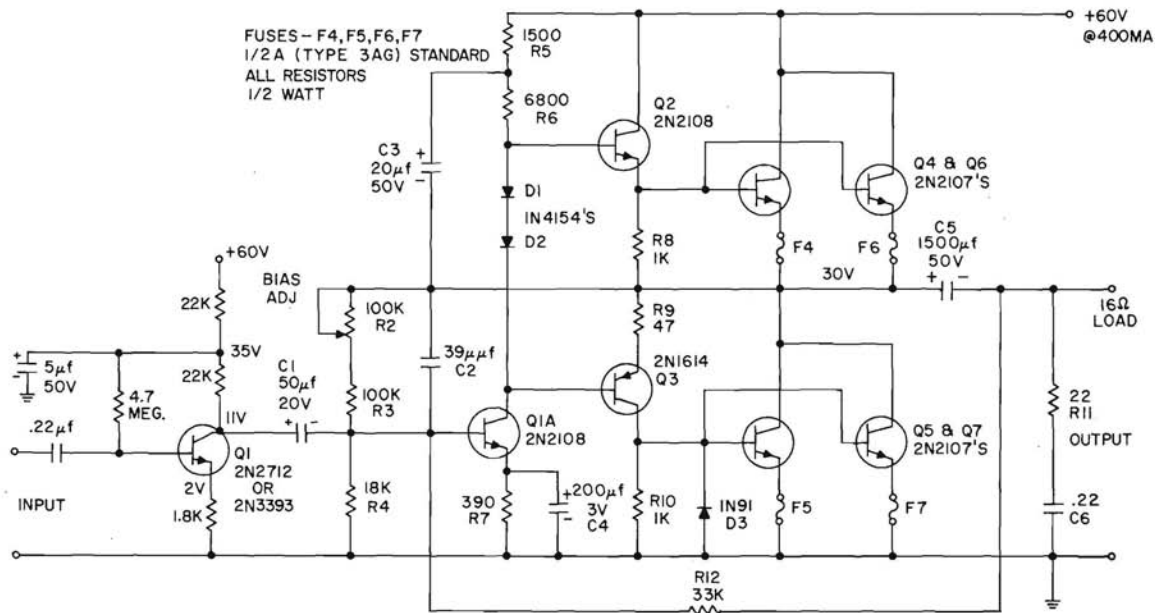 FUSES-F4,F5,F6,F7
1/2A (TYPE 3AG) STANDARD
ALL RESISTORS
1/2 WATT
1500
R5
6800
R6
+60V
@400MA
C3
20μf
50V
+
-
Q2
2N2108
D1
IN4154'S
D2
Q4 & Q6
2N2107'S
R8
1K
F4
F6
C5
1500μf
50V
+
-
30V
16Ω
LOAD
+60V
22K
BIAS
ADJ
100K
R2
R9
47
35V
22K
+
-
5μf
50V
4.7
MEG.
C1
50μf
20V
+
-
100K
R3
39μμf
C2
2N1614
Q3
22
R11
11V
.22μf
Q1
2N2712
OR
2N3393
2V
1.8K
INPUT
18K
R4
Q1A
2N2108
390
R7
+
-
200μf
3V
C4
R10
1K
1N91
D3
F5
F7
Q5 & Q7
2N2107'S
OUTPUT
.22
C6
R12
33K